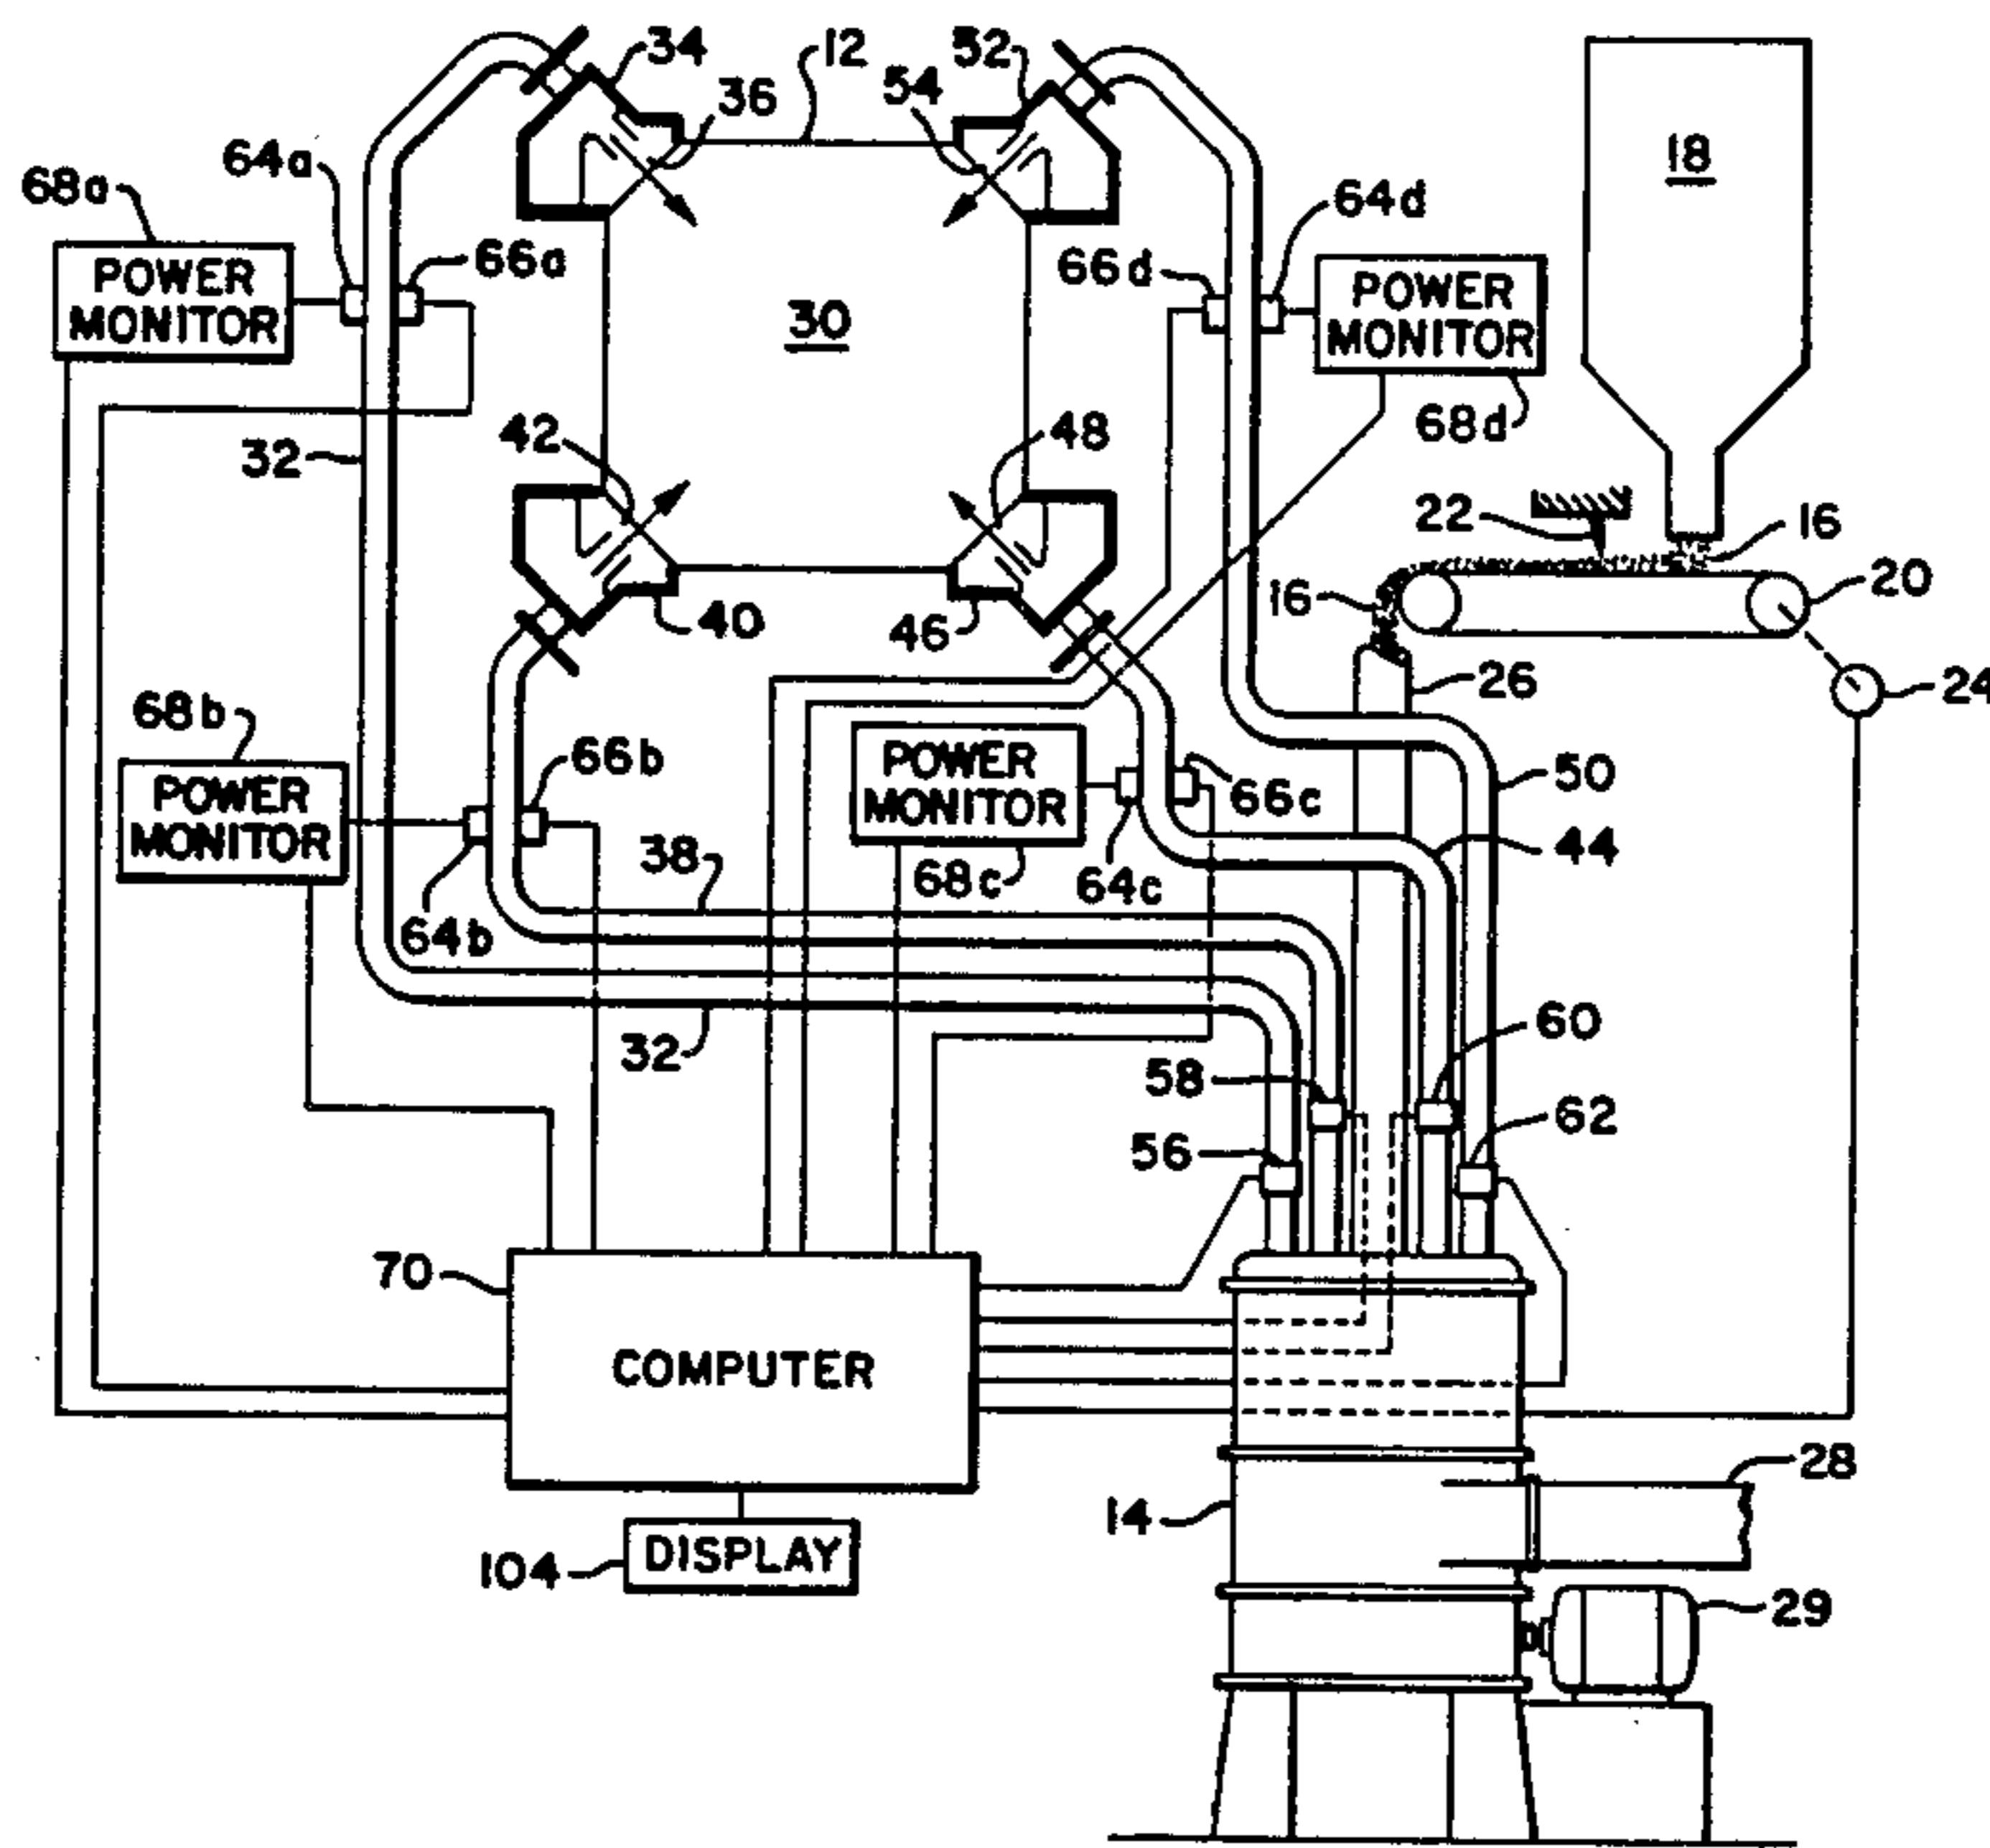 34
12
52
36
54
18
64a
68a
64d
66a
66d
POWER
MONITOR
POWER
MONITOR
30
42
48
68d
32
22
16
16
20
40
46
26
24
68b
66b
POWER
MONITOR
50
POWER
MONITOR
66c
38
44
68c
64c
64b
60
32
58
62
56
70
COMPUTER
28
14
DISPLAY
104
29